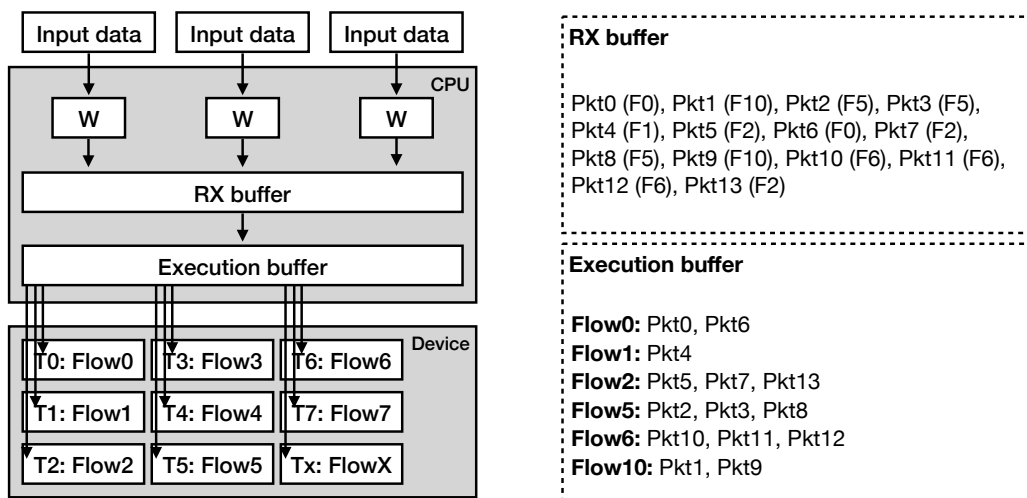 Input data
Input data
Input data
CPU
W
W
W
RX buffer
Execution buffer
Device
T0: Flow0
T3: Flow3
T6: Flow6
T1: Flow1
T4: Flow4
T7: Flow7
T2: Flow2
T5: Flow5
Tx: FlowX
RX buffer
Pkt0 (F0), Pkt1 (F10), Pkt2 (F5), Pkt3 (F5),
Pkt4 (F1), Pkt5 (F2), Pkt6 (F0), Pkt7 (F2),
Pkt8 (F5), Pkt9 (F10), Pkt10 (F6), Pkt11 (F6),
Pkt12 (F6), Pkt13 (F2)
Execution buffer
Flow0: Pkt0, Pkt6
Flow1: Pkt4
Flow2: Pkt5, Pkt7, Pkt13
Flow5: Pkt2, Pkt3, Pkt8
Flow6: Pkt10, Pkt11, Pkt12
Flow10: Pkt1, Pkt9